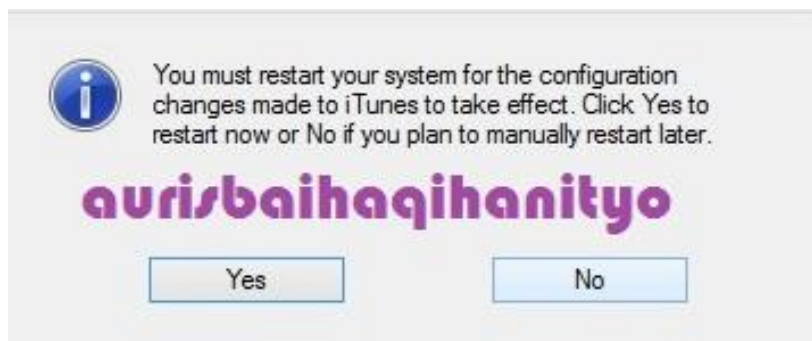 You must restart your system for the configuration
changes made to iTunes to take effect. Click Yes to
restart now or No if you plan to manually restart later.
aurisbaihaqihanityo
Yes No